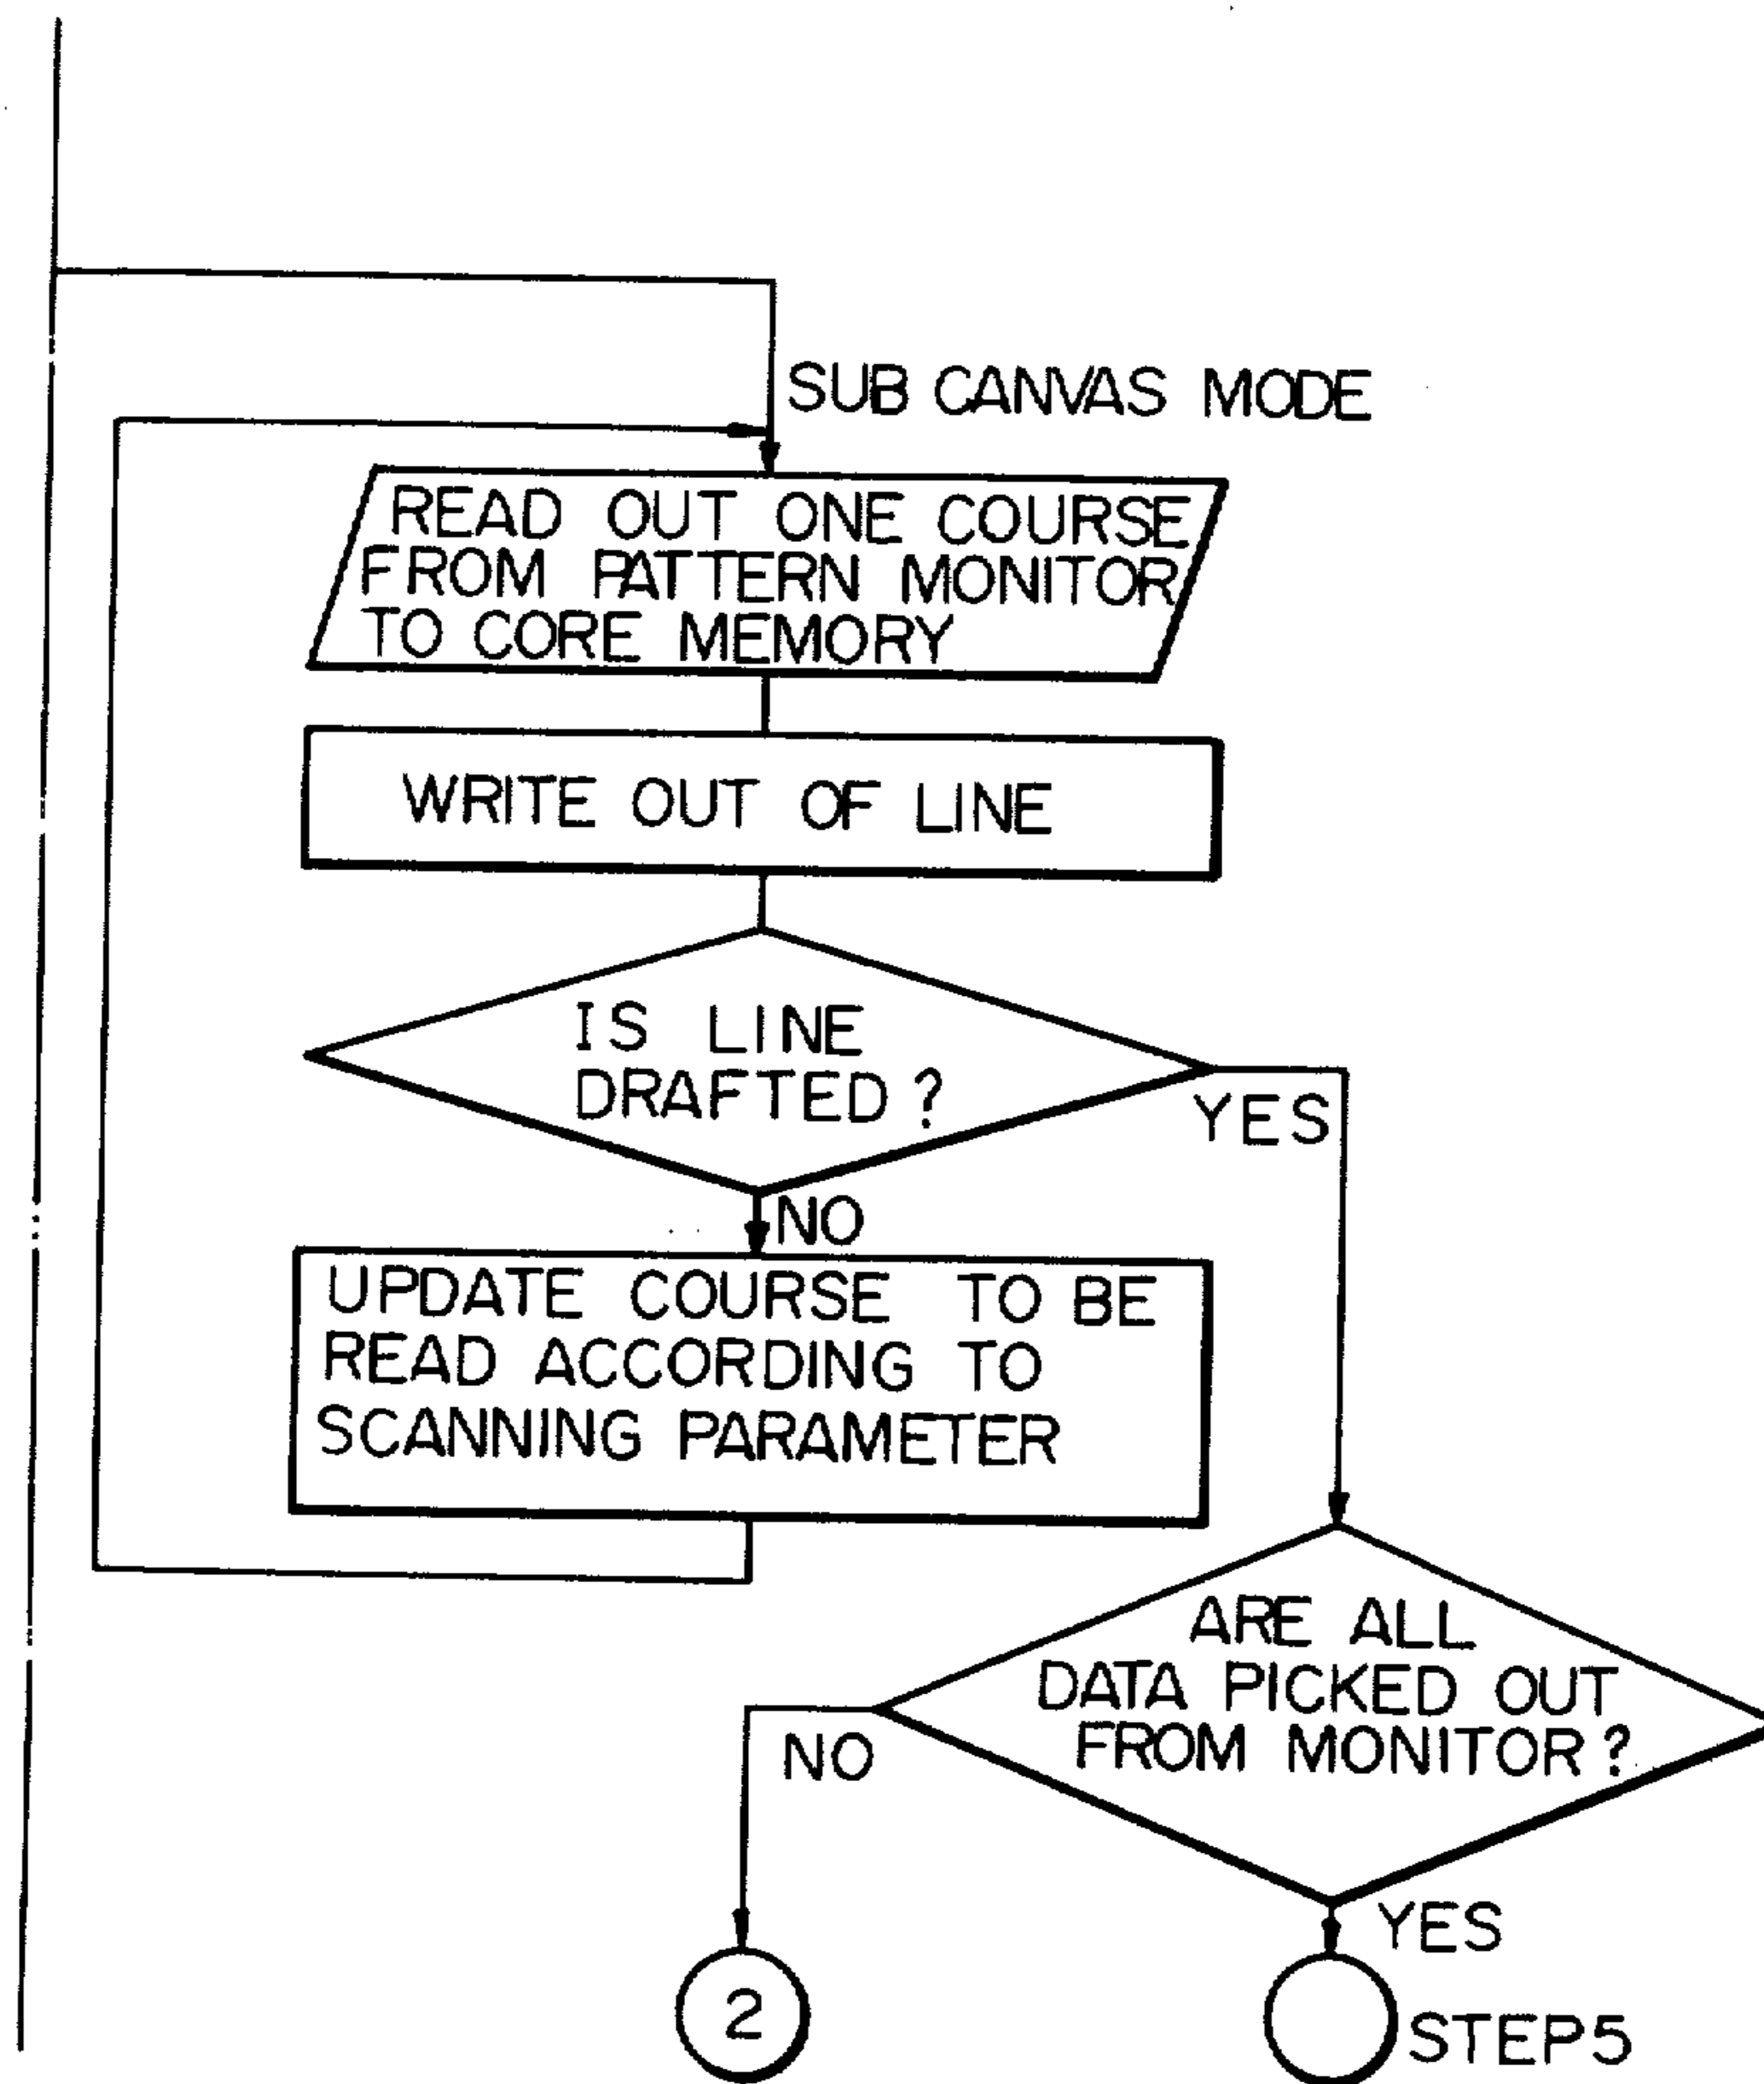 SUB CANVAS MODE
READ OUT ONE COURSE
FROM PATTERN MONITOR
TO CORE MEMORY
WRITE OUT OF LINE
IS LINE
DRAFTED ?
YES
NO
UPDATE COURSE TO BE
READ ACCORDING TO
SCANNING PARAMETER
ARE ALL
DATA PICKED OUT
FROM MONITOR ?
NO
YES
2
STEP5